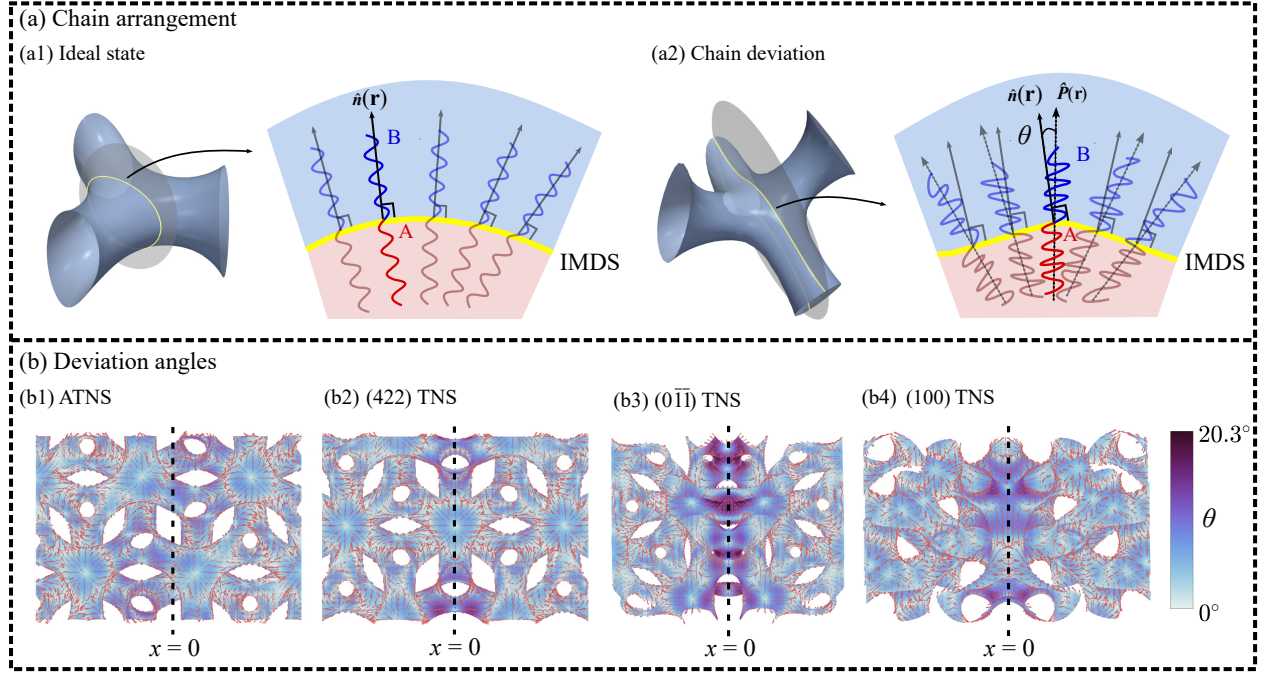 (a) Chain arrangement
(a1) Ideal state
(a2) Chain deviation
n̂(r)
B
A
IMDS
n̂(r)
P̂(r)
θ
B
A
IMDS
(b) Deviation angles
(b1) ATNS
(b2) (422) TNS
(b3) (01̅1̅) TNS
(b4) (100) TNS
20.3°
θ
0°
x = 0
x = 0
x = 0
x = 0